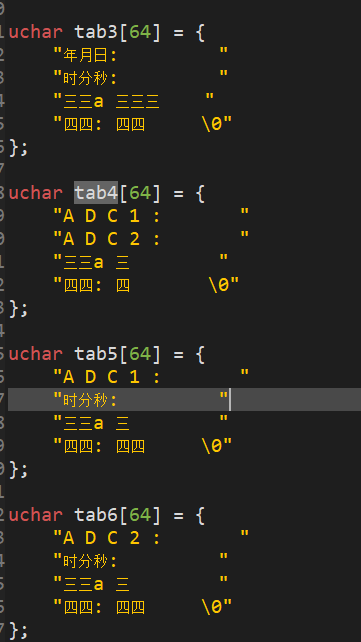 uchar tab3[64] = {
    "年月日:         "
    "时分秒:         "
    "三三a 三三三    "
    "四四: 四四     \0"
};
uchar tab4[64] = {
    "A D C 1 :       "
    "A D C 2 :       "
    "三三a 三        "
    "四四: 四       \0"
};
uchar tab5[64] = {
    "A D C 1 :       "
    "时分秒:         "
    "三三a 三        "
    "四四: 四四     \0"
};
uchar tab6[64] = {
    "A D C 2 :       "
    "时分秒:         "
    "三三a 三        "
    "四四: 四四     \0"
};